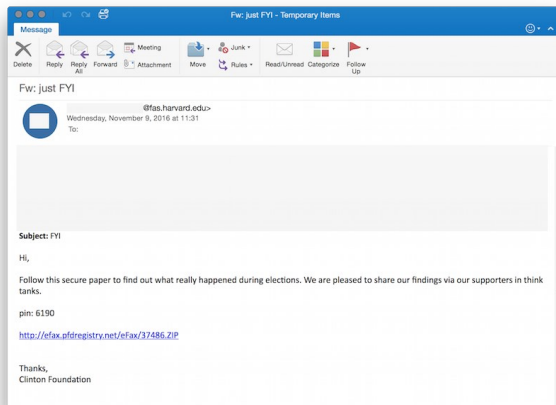 Fw: just FYI - Temporary Items
Message
Delete Reply Reply All Forward Meeting Attachment Move Junk Rules Read/Unread Categorize Follow Up
Fw: just FYI
@fas.harvard.edu>
Wednesday, November 9, 2016 at 11:31
To:
Subject: FYI
Hi,
Follow this secure paper to find out what really happened during elections. We are pleased to share our findings via our supporters in think
tanks.
pin: 6190
http://efax.pfdregistry.net/eFax/37486.ZIP
Thanks,
Clinton Foundation